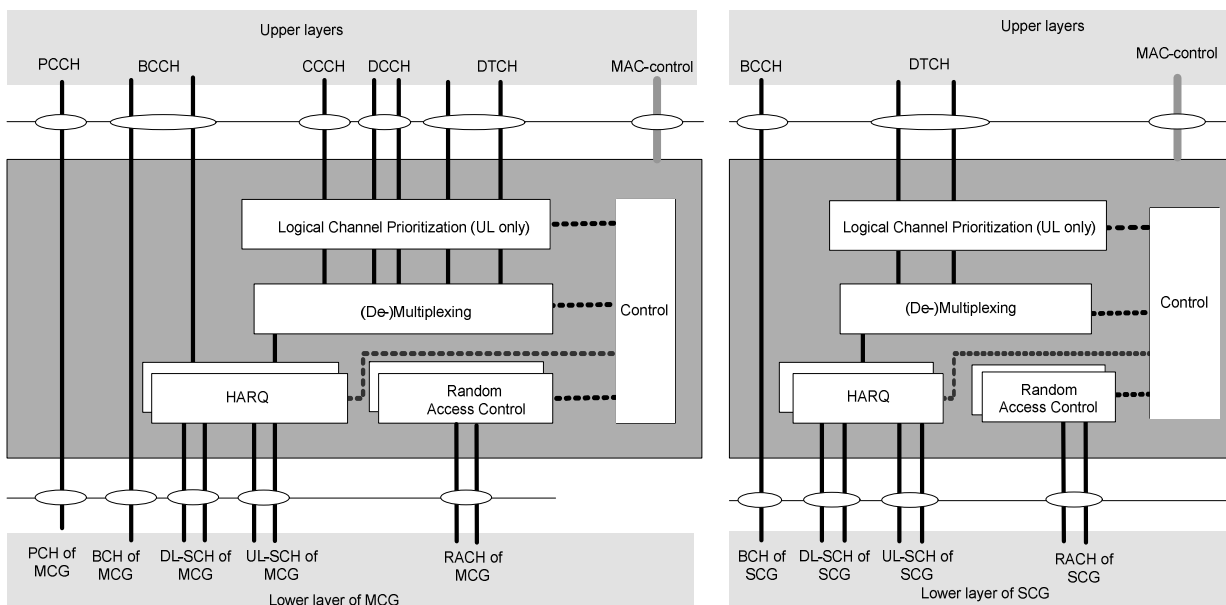 Upper layers
PCCH
BCCH
CCCH
DCCH
DTCH
MAC-control
Logical Channel Prioritization (UL only)
(De-)Multiplexing
Control
HARQ
Random
Access Control
PCH of
MCG
BCH of
MCG
DL-SCH of
MCG
UL-SCH of
MCG
RACH of
MCG
Lower layer of MCG
Upper layers
BCCH
DTCH
MAC-control
Logical Channel Prioritization (UL only)
(De-)Multiplexing
Control
HARQ
Random
Access Control
BCH of
SCG
DL-SCH of
SCG
UL-SCH of
SCG
RACH of
SCG
Lower layer of SCG